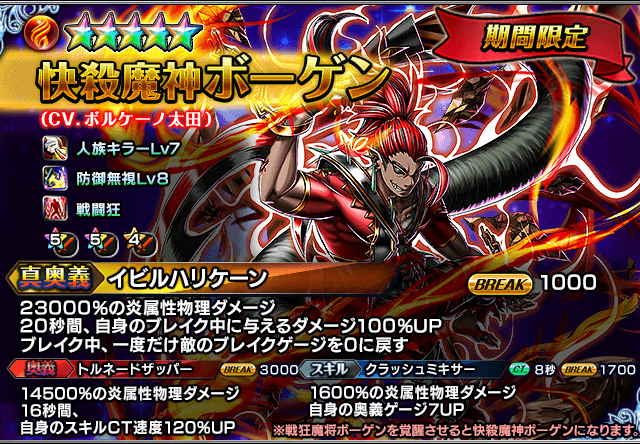 期間限定
快殺魔神ボーゲン
(CV.ボルケーノ太田)
人族キラーLv7
防御無視Lv8
戦闘狂
5 5 4
真奥義 イビルハリケーン BREAK 1000
23000%の炎属性物理ダメージ
20秒間、自身のブレイク中に与えるダメージ100%UP
ブレイク中、一度だけ敵のブレイクゲージを0に戻す
奥義 トルネードザッパー BREAK 3000
14500%の炎属性物理ダメージ
16秒間、
自身のスキルCT速度120%UP
スキル クラッシュミキサー CT 8秒 BREAK 1700
1600%の炎属性物理ダメージ
自身の奥義ゲージ7UP
※戦狂魔将ボーゲンを覚醒させると快殺魔神ボーゲンになります。